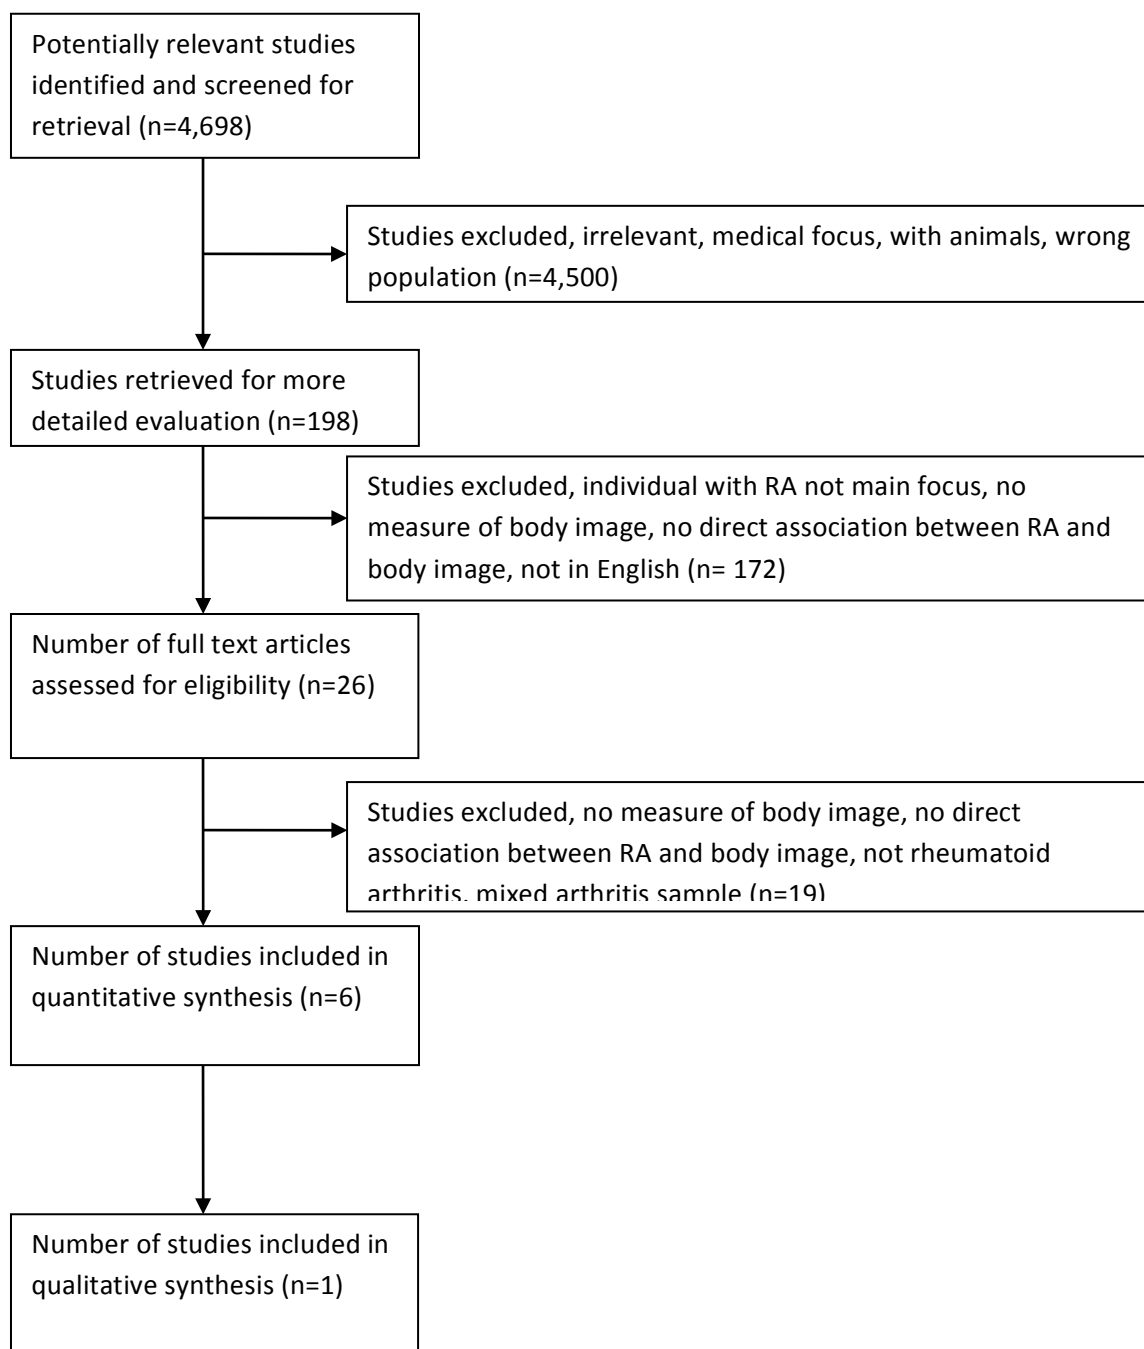 Potentially relevant studies
identified and screened for
retrieval (n=4,698)
Studies excluded, irrelevant, medical focus, with animals, wrong
population (n=4,500)
Studies retrieved for more
detailed evaluation (n=198)
Studies excluded, individual with RA not main focus, no
measure of body image, no direct association between RA and
body image, not in English (n= 172)
Number of full text articles
assessed for eligibility (n=26)
Studies excluded, no measure of body image, no direct
association between RA and body image, not rheumatoid
arthritis, mixed arthritis sample (n=19)
Number of studies included in
quantitative synthesis (n=6)
Number of studies included in
qualitative synthesis (n=1)